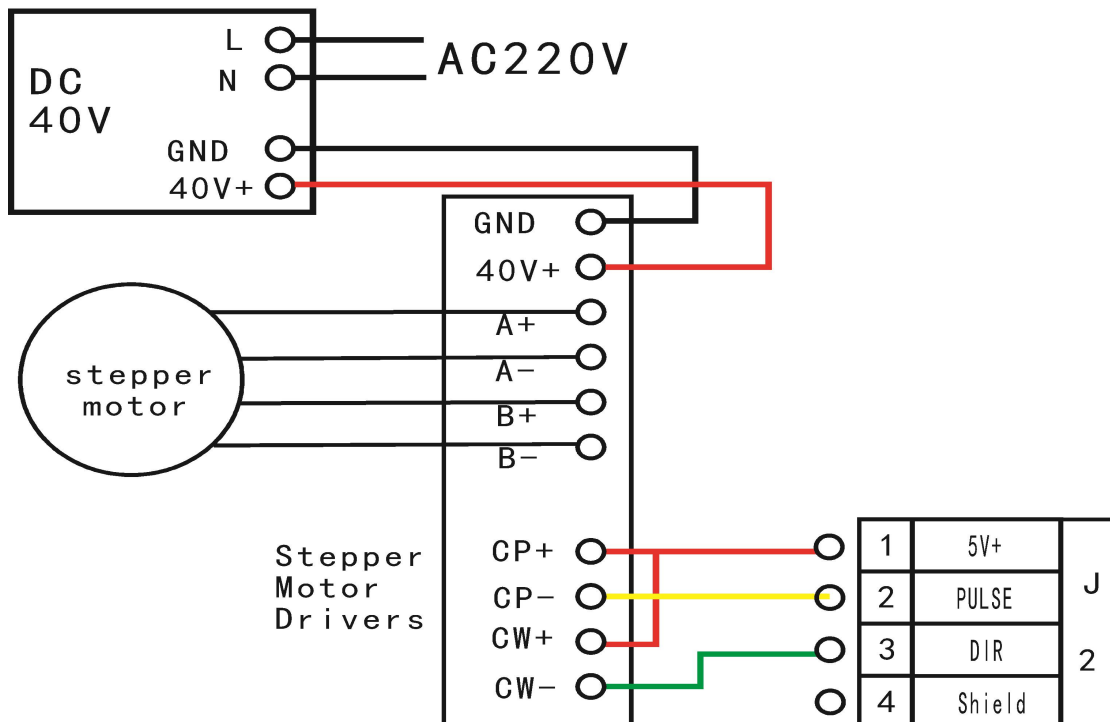 L
AC220V
N
DC
40V
GND
40V+
GND
40V+
A+
A-
B+
B-
stepper
motor
Stepper
Motor
Drivers
CP+
CP-
CW+
CW-
1 5V+
2 PULSE
3 DIR
4 Shield
J
2